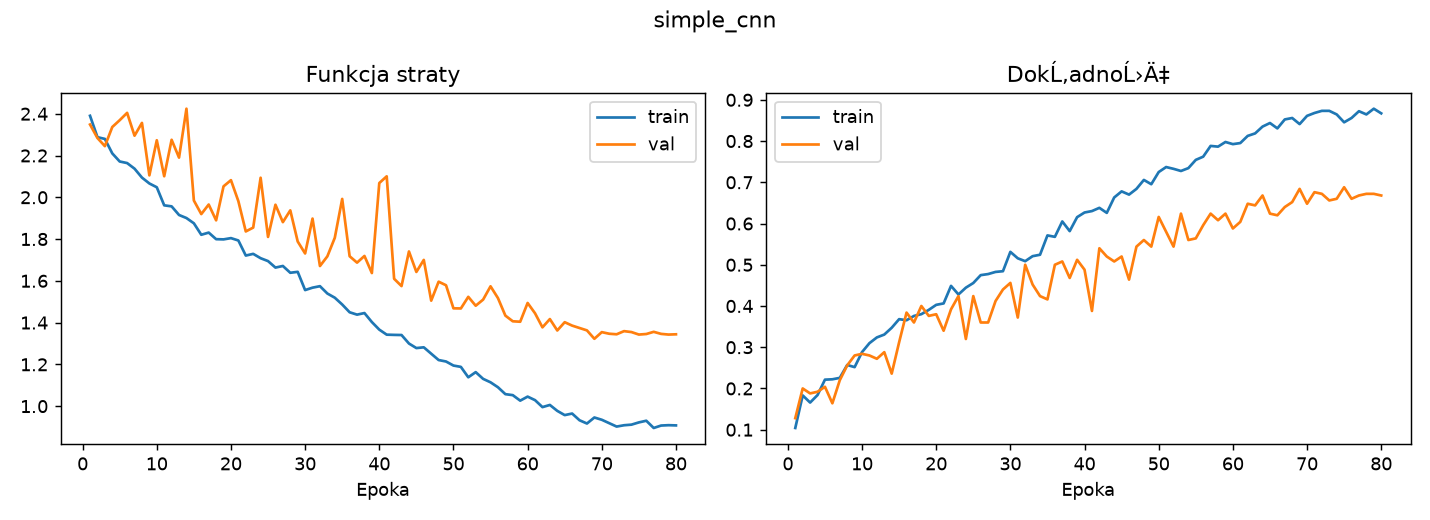 simple_cnn
Funkcja straty
2.4
2.2
2.0
1.8
1.6
1.4
1.2
1.0
train
val
0 10 20 30 40 50 60 70 80
Epoka
DokĹ‚adnoĹ›Ä‡
0.9
0.8
0.7
0.6
0.5
0.4
0.3
0.2
0.1
train
val
0 10 20 30 40 50 60 70 80
Epoka